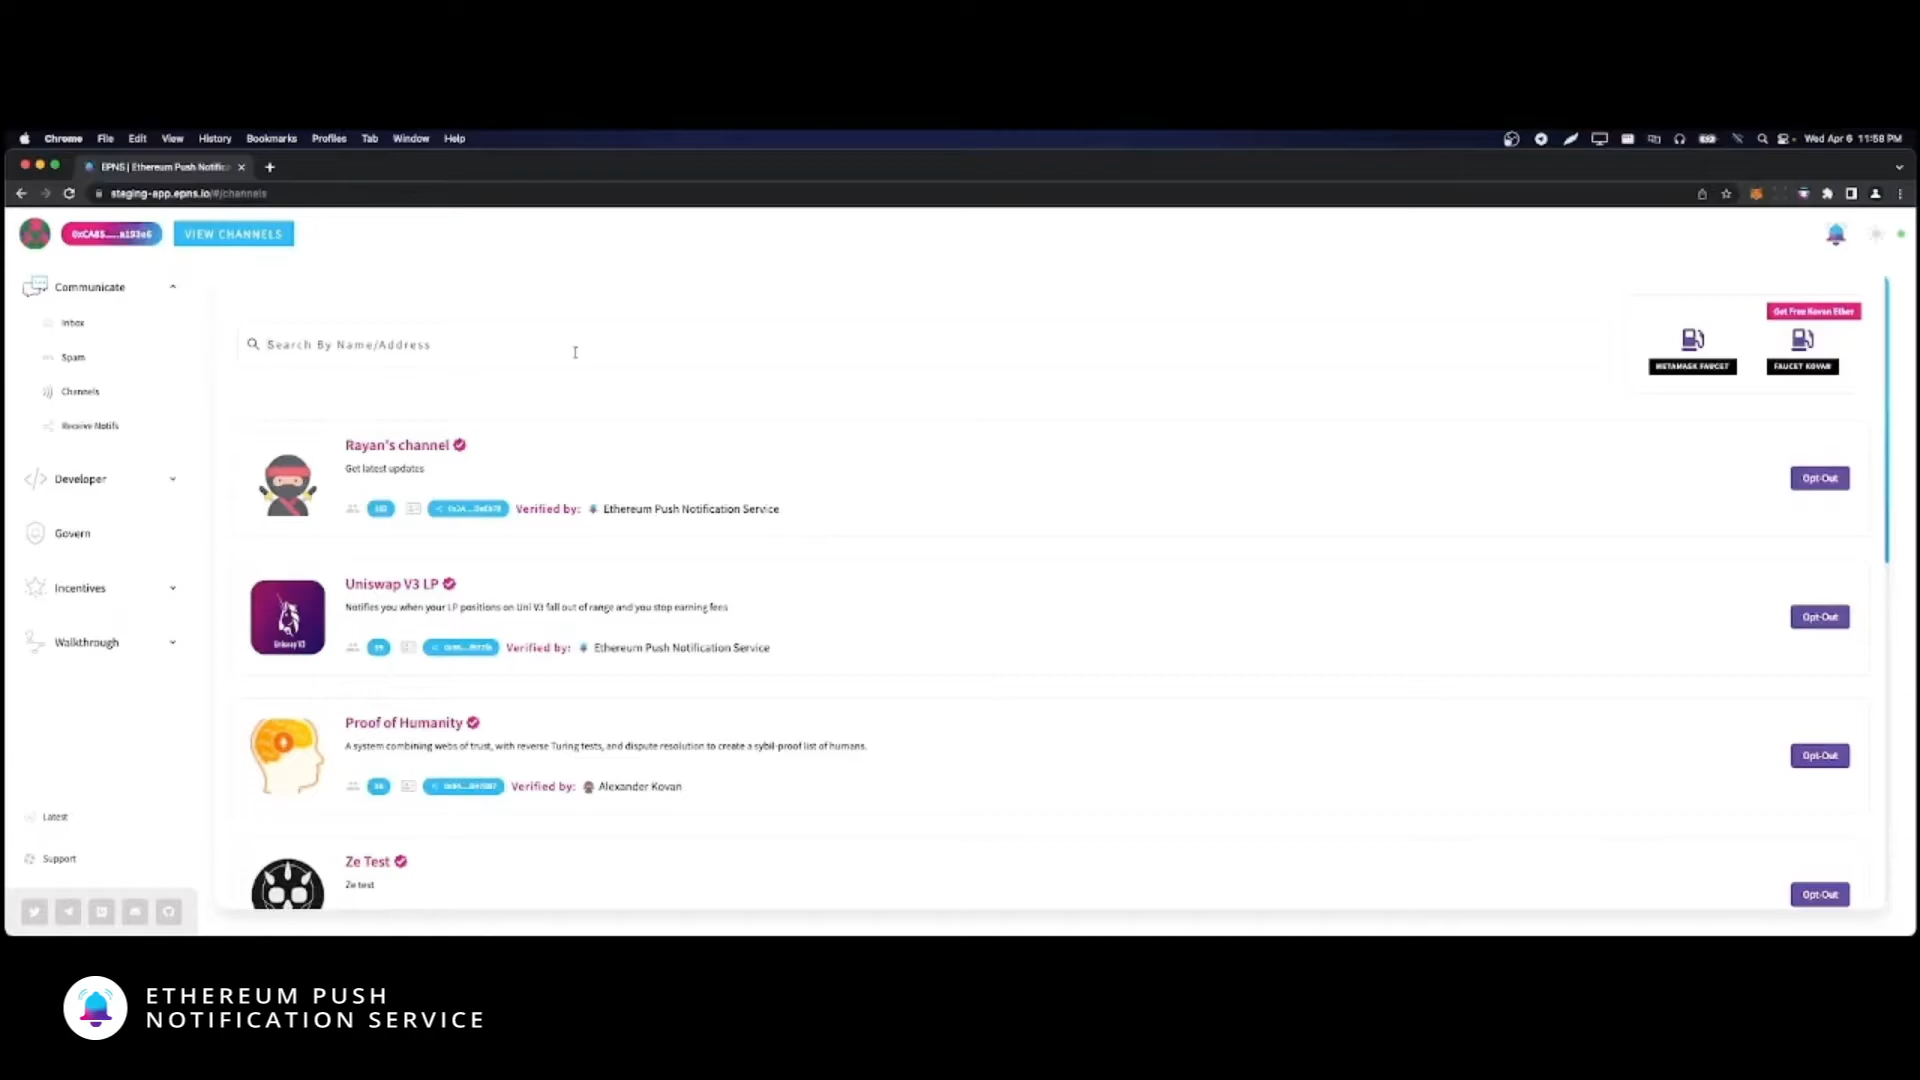 Chrome File Edit View History Bookmarks Profiles Tab Window Help
Wed Apr 6 11:58 PM
EPNS | Ethereum Push Notific
staging-app.epns.io/#/channels
VIEW CHANNELS
Communicate
Inbox
Spam
Channels
Receive Notifs
Developer
Govern
Incentives
Walkthrough
Latest
Support
Search By Name/Address
Get Free Kovan Ether
METAMASK FAUCET
FAUCET KOVAN
Rayan's channel
Get latest updates
Verified by: Ethereum Push Notification Service
Opt-Out
Uniswap V3 LP
Notifies you when your LP positions on Uni V3 fall out of range and you stop earning fees
Uniswap V3
Verified by: Ethereum Push Notification Service
Opt-Out
Proof of Humanity
A system combining webs of trust, with reverse Turing tests, and dispute resolution to create a sybil-proof list of humans.
Verified by: Alexander Kovan
Opt-Out
Ze Test
Ze test
Opt-Out
ETHEREUM PUSH
NOTIFICATION SERVICE